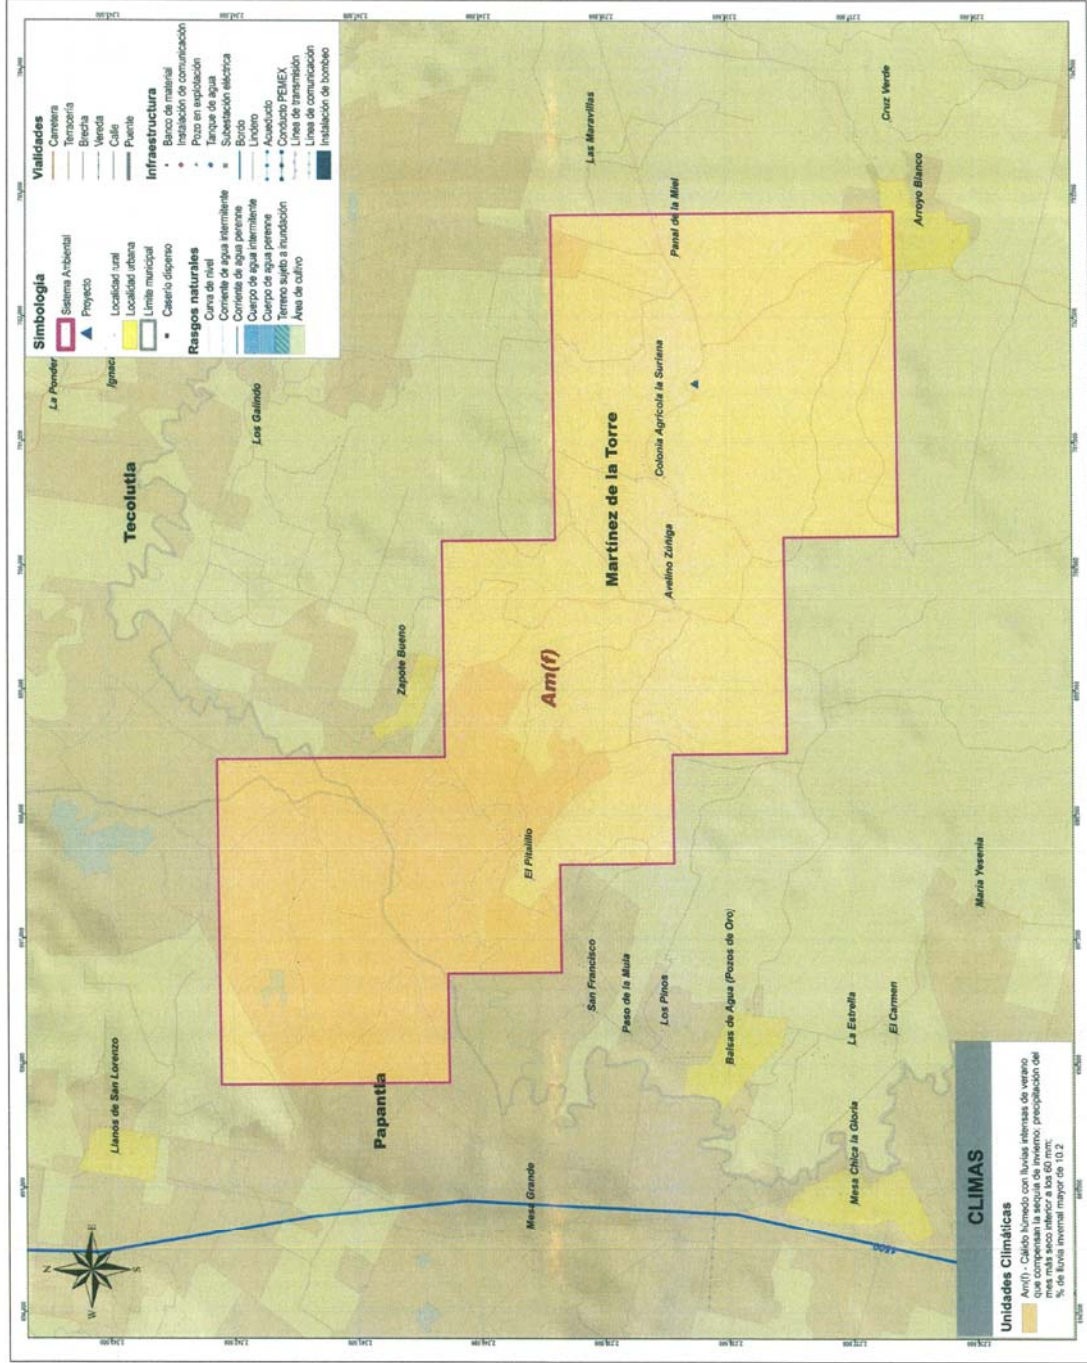 Simbología
Sistema Ambiental
Proyecto
Localidad rural
Localidad urbana
Límite municipal
Caserío disperso
Rasgos naturales
Curva de nivel
Corriente de agua intermitente
Corriente de agua perenne
Cuerpo de agua intermitente
Cuerpo de agua perenne
Terreno sujeto a inundación
Área de cultivo
Vialidades
Carretera
Terracería
Brecha
Vereda
Calle
Puente
Infraestructura
Banco de material
Instalación de comunicación
Pozo en explotación
Tanque de agua
Subestación eléctrica
Bordo
Lindero
Acueducto
Conducto PEMEX
Línea de transmisión
Línea de comunicación
Instalación de bombeo
N
W
E
S
Llanos de San Lorenzo
Tecolutla
La Ponder
Ignac
Los Galindo
Zapote Bueno
Papantla
Mesa Grande
El Pitalillo
Am(f)
Martínez de la Torre
Las Maravillas
San Francisco
Paso de la Mula
Los Pinos
Avelino Zúñiga
Colonia Agrícola la Suriana
Panal de la Miel
Balsas de Agua (Pozos de Oro)
Mesa Chica la Gloria
La Estrella
El Carmen
Arroyo Blanco
Cruz Verde
María Yesenia
1500
CLIMAS
Unidades Climáticas
Am(f) - Cálido húmedo con lluvias intensas de verano
que compensan la sequía de invierno; precipitación del
mes más seco inferior a los 60 mm;
% de lluvia invernal mayor de 10.2